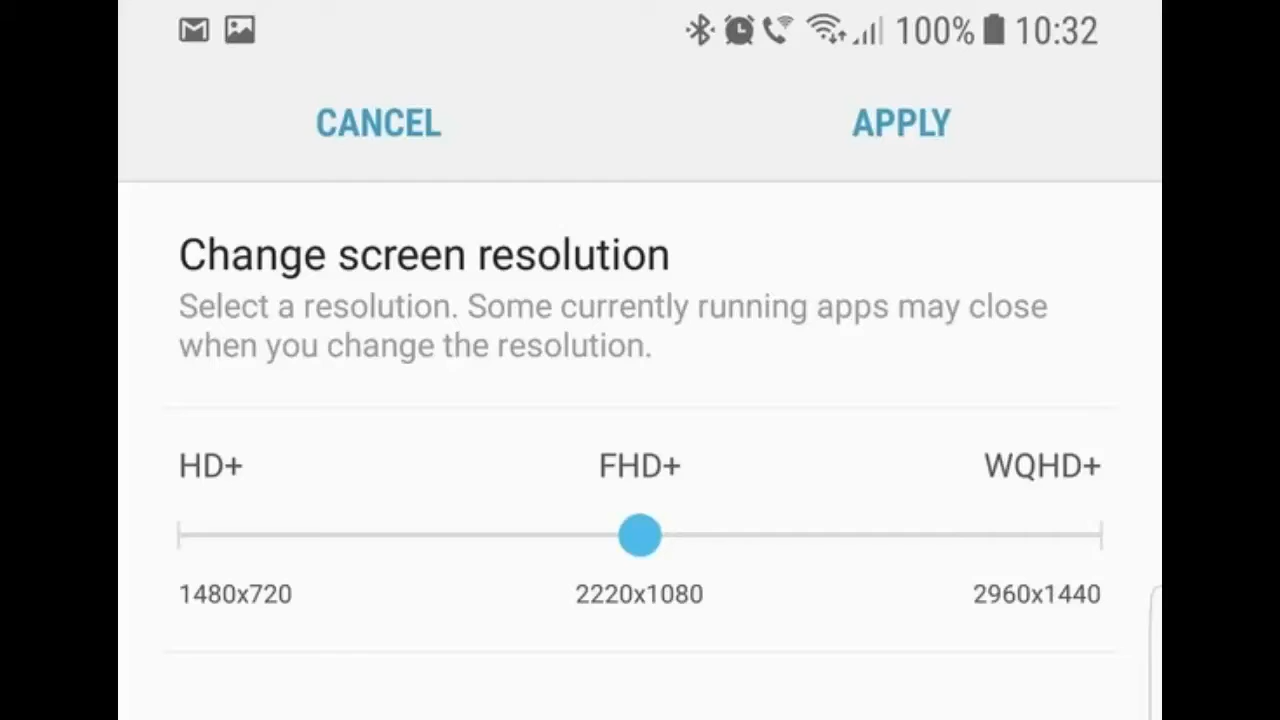 100% 10:32
CANCEL APPLY
Change screen resolution
Select a resolution. Some currently running apps may close
when you change the resolution.
HD+ FHD+ WQHD+
1480x720 2220x1080 2960x1440